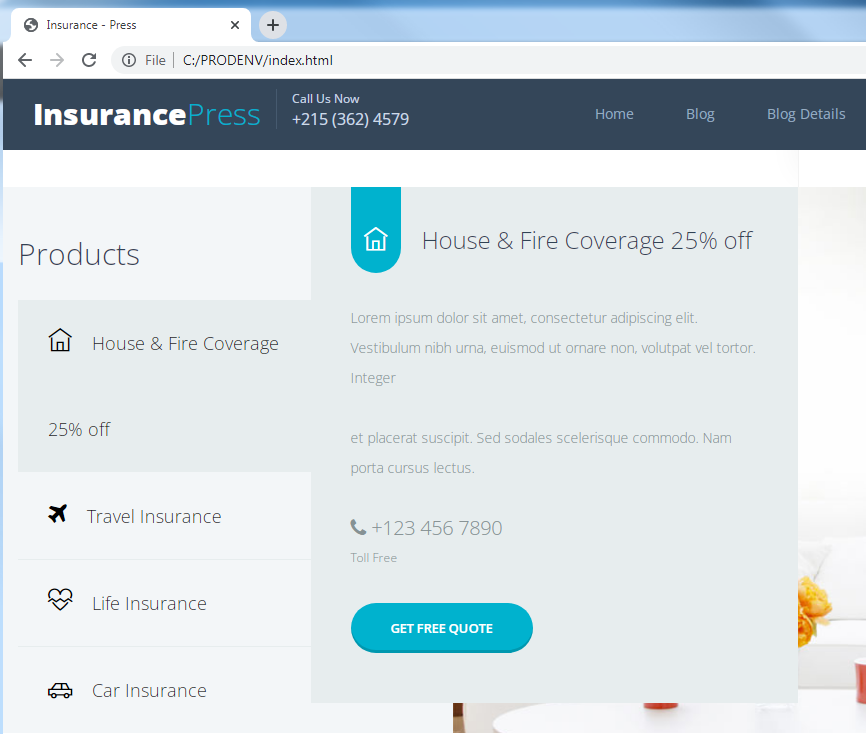 Insurance - Press
File
C:/PRODENV/index.html
InsurancePress
Call Us Now
+215 (362) 4579
Home
Blog
Blog Details
Products
House & Fire Coverage
25% off
Travel Insurance
Life Insurance
Car Insurance
House & Fire Coverage 25% off
Lorem ipsum dolor sit amet, consectetur adipiscing elit.
Vestibulum nibh urna, euismod ut ornare non, volutpat vel tortor.
Integer
et placerat suscipit. Sed sodales scelerisque commodo. Nam
porta cursus lectus.
+123 456 7890
Toll Free
GET FREE QUOTE